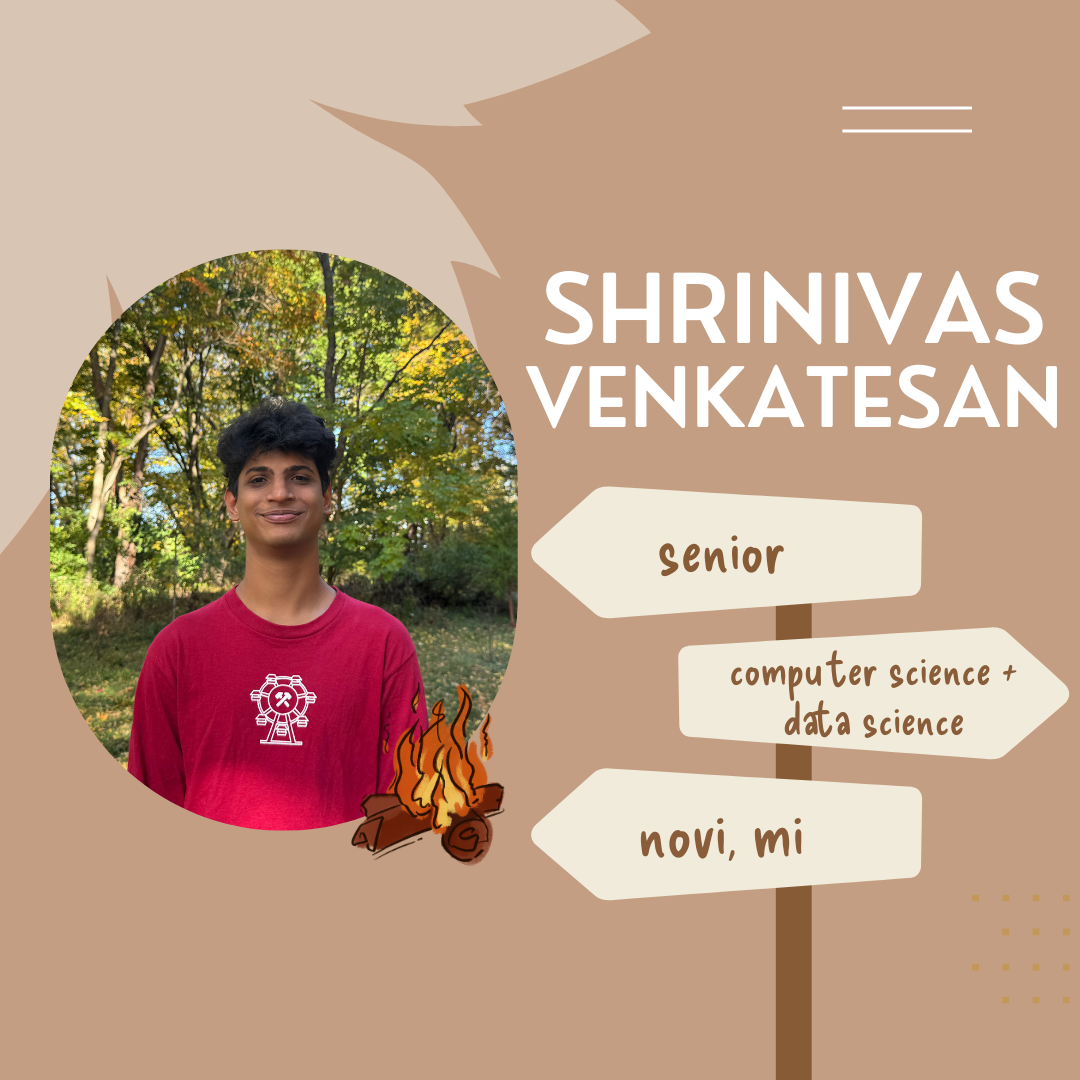 SHRINIVAS
VENKATESAN
senior
computer science +
data science
novi, mi